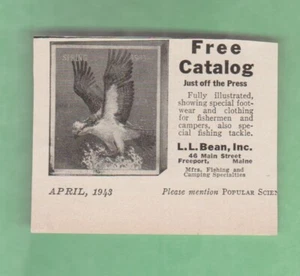 SPRING
Free
Catalog
Just off the Press
Fully illustrated,
showing special foot-
wear and clothing
for fishermen and
campers, also spe-
cial fishing tackle.
L.L. Bean, Inc.
46 Main Street
Freeport, Maine
Mfrs. Fishing and
Camping Specialties
APRIL, 1943
Please mention POPULAR SCIEN